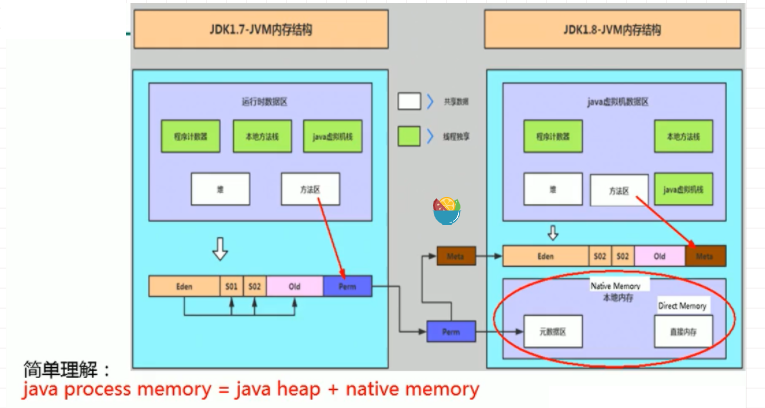 JDK1.7-JVM内存结构
JDK1.8-JVM内存结构
运行时数据区
程序计数器
本地方法栈
java虚拟机栈
堆
方法区
共享数据
线程独享
java虚拟机数据区
程序计数器
本地方法栈
堆
方法区
java虚拟机栈
Eden
S01
S02
Old
Perm
Meta
Perm
Eden
S02
S02
Old
Meta
Native Memory
本地内存
Direct Memory
元数据区
直接内存
简单理解：
java process memory = java heap + native memory